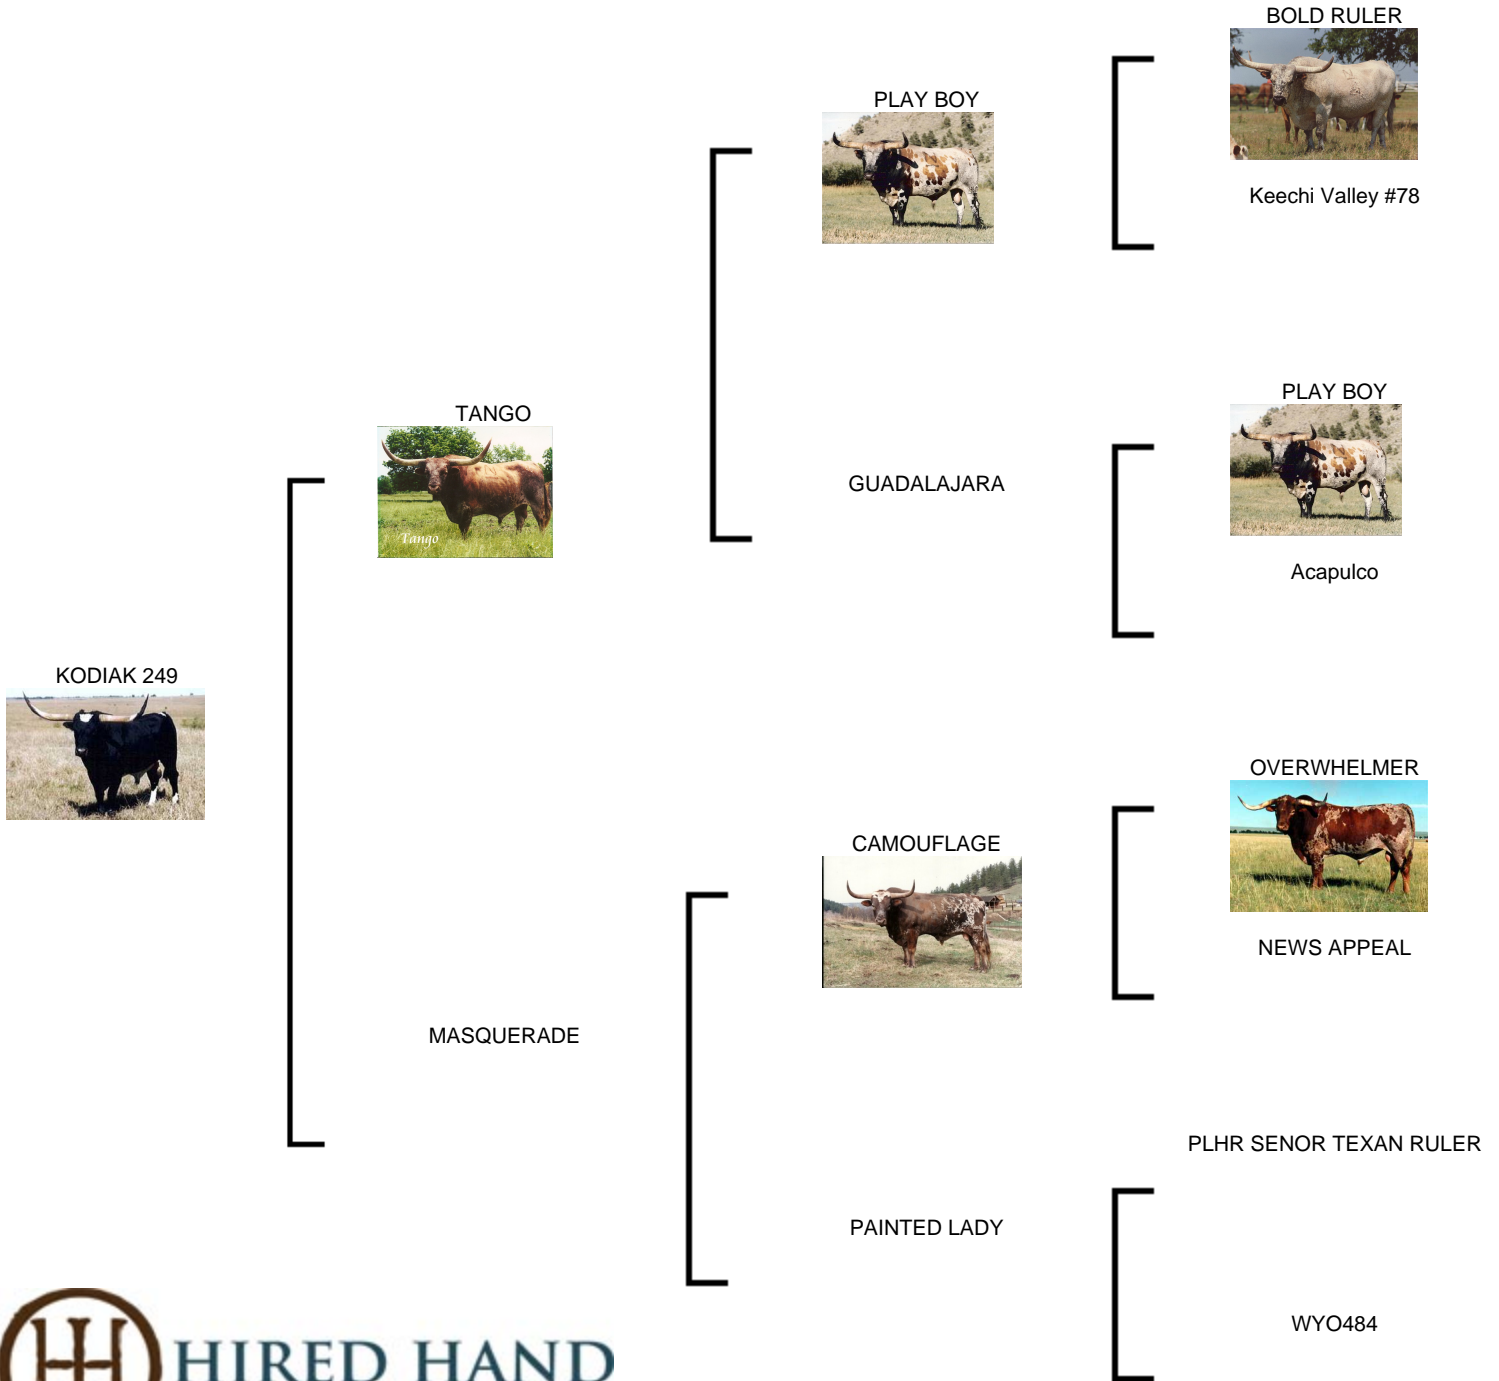 BOLD RULER
PLAY BOY
Keechi Valley #78
PLAY BOY
TANGO
GUADALAJARA
Tango
Acapulco
KODIAK 249
OVERWHELMER
CAMOUFLAGE
NEWS APPEAL
MASQUERADE
PLHR SENOR TEXAN RULER
PAINTED LADY
WYO484
HIRED HAND